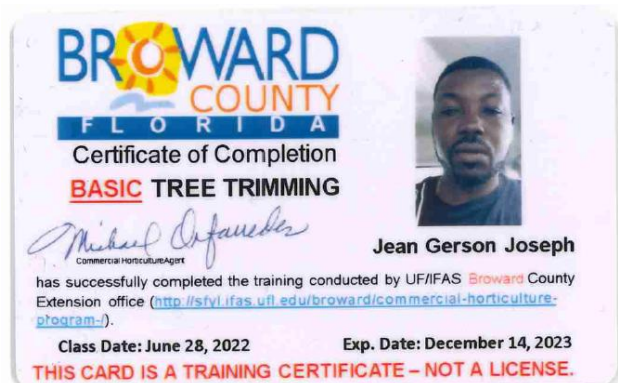 BROWARD
COUNTY
FLORIDA
Certificate of Completion
BASIC TREE TRIMMING
Commercial HorticultureAgent
Jean Gerson Joseph
has successfully completed the training conducted by UF/IFAS Broward County
Extension office (http://sfyl.ifas.ufl.edu/broward/commercial-horticulture-
program-/).
Class Date: June 28, 2022 Exp. Date: December 14, 2023
THIS CARD IS A TRAINING CERTIFICATE – NOT A LICENSE.